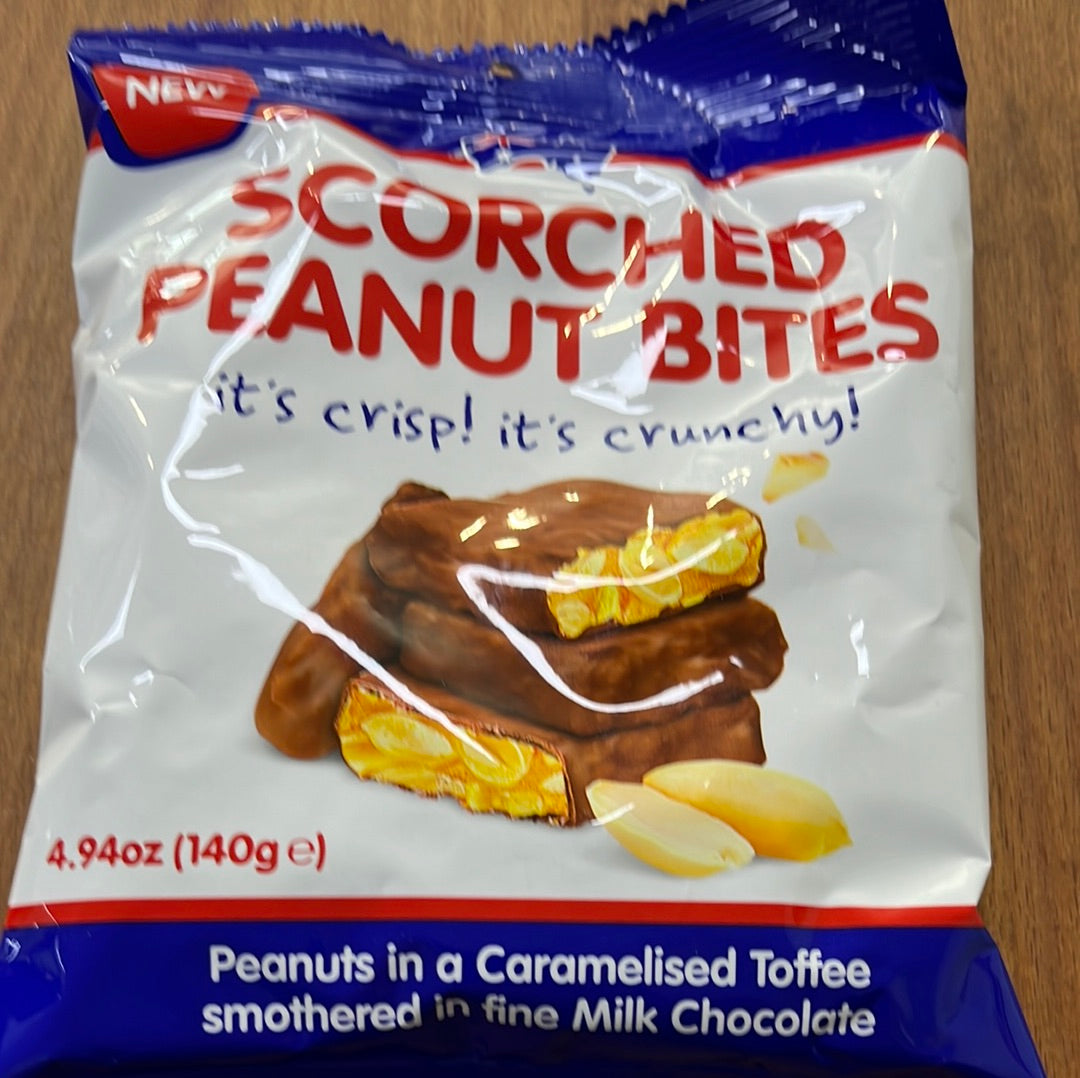 NEW
SCORCHED
PEANUT BITES
it's crisp! it's crunchy!
4.94oz (140g ℮)
Peanuts in a Caramelised Toffee
smothered in fine Milk Chocolate